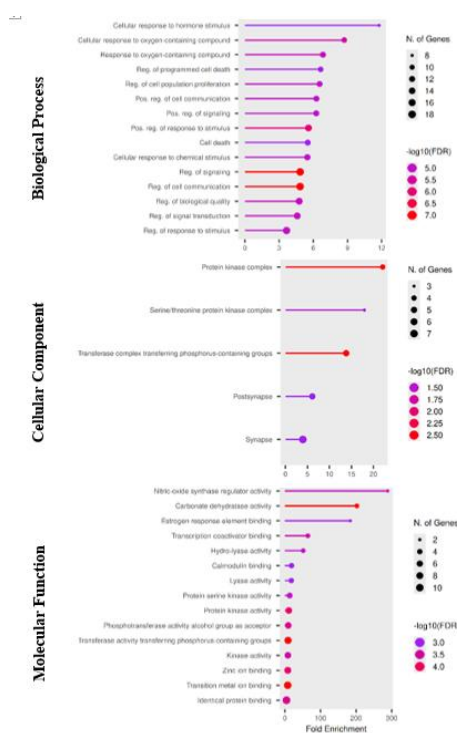 Biological Process
Cellular response to hormone stimulus
Cellular response to oxygen-containing compound
Response to oxygen-containing compound
Reg. of programmed cell death
Reg. of cell population proliferation
Pos. reg. of cell communication
Pos. reg. of signaling
Pos. reg. of response to stimulus
Cell death
Cellular response to chemical stimulus
Reg. of signaling
Reg. of cell communication
Reg. of biological quality
Reg. of signal transduction
Reg. of response to stimulus
0 3 6 9 12
N. of Genes
8
10
12
14
16
18
-log10(FDR)
5.0
5.5
6.0
6.5
7.0
Cellular Component
Protein kinase complex
Serine/threonine protein kinase complex
Transferase complex transferring phosphorus-containing groups
Postsynapse
Synapse
0 5 10 15 20
N. of Genes
3
4
5
6
7
-log10(FDR)
1.50
1.75
2.00
2.25
2.50
Molecular Function
Nitric-oxide synthase regulator activity
Carbonate dehydratase activity
Estrogen response element binding
Transcription coactivator binding
Hydro-lyase activity
Calmodulin binding
Lyase activity
Protein serine kinase activity
Protein kinase activity
Phosphotransferase activity alcohol group as acceptor
Transferase activity transferring phosphorus-containing groups
Kinase activity
Zinc ion binding
Transition metal ion binding
Identical protein binding
0 100 200 300
Fold Enrichment
N. of Genes
2
4
6
8
10
-log10(FDR)
3.0
3.5
4.0